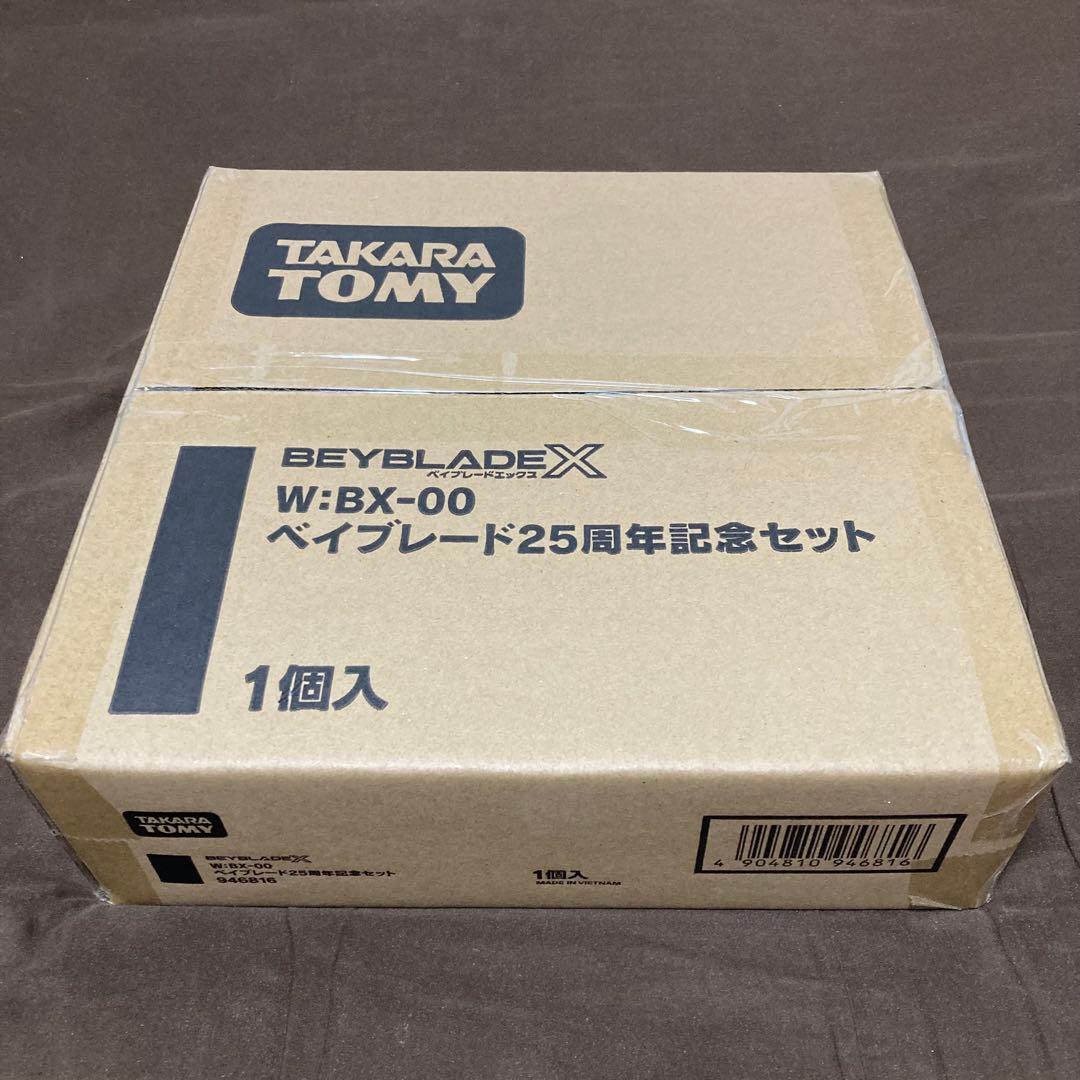 TAKARA
TOMY
BEYBLADE X
ベイブレードエックス
W:BX-00
ベイブレード25周年記念セット
1個入
TAKARA
TOMY
BEYBLADE X
W:BX-00
ベイブレード25周年記念セット
946816
1個入
MADE IN VIETNAM
4 904810 946816